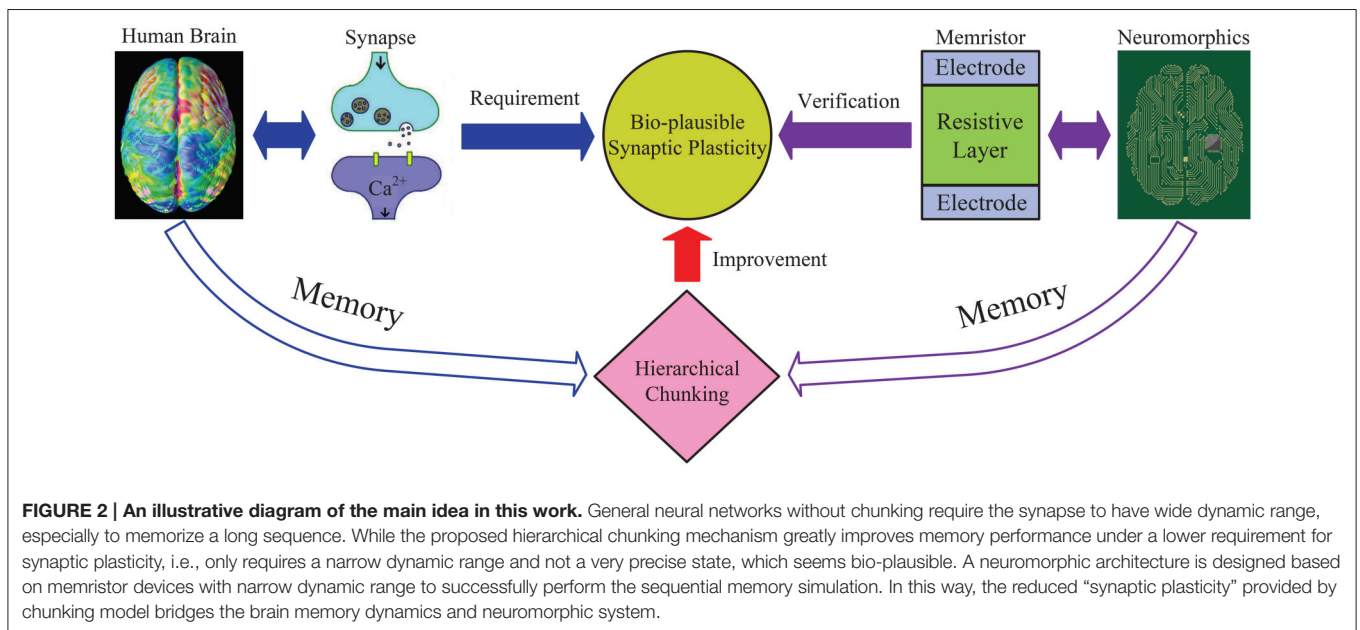 Human Brain
Synapse
Memristor
Neuromorphics
Electrode
Requirement
Verification
Bio-plausible
Synaptic Plasticity
Resistive
Layer
Ca2+
Electrode
Improvement
Memory
Memory
Hierarchical
Chunking
FIGURE 2 | An illustrative diagram of the main idea in this work. General neural networks without chunking require the synapse to have wide dynamic range,
especially to memorize a long sequence. While the proposed hierarchical chunking mechanism greatly improves memory performance under a lower requirement for
synaptic plasticity, i.e., only requires a narrow dynamic range and not a very precise state, which seems bio-plausible. A neuromorphic architecture is designed based
on memristor devices with narrow dynamic range to successfully perform the sequential memory simulation. In this way, the reduced “synaptic plasticity” provided by
chunking model bridges the brain memory dynamics and neuromorphic system.